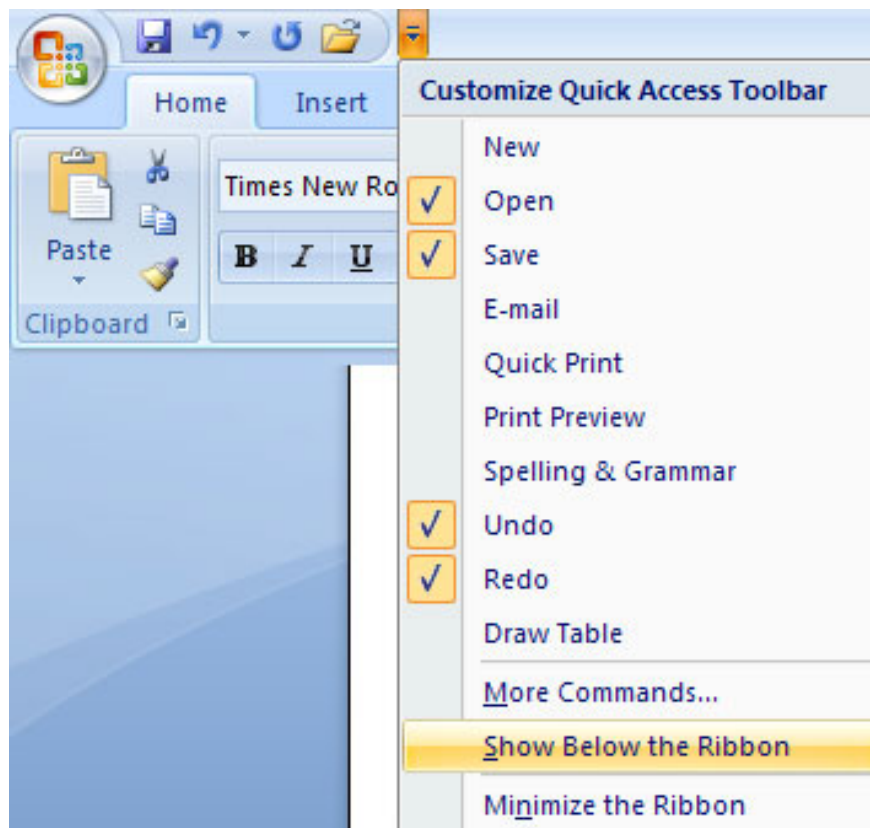 Home Insert
Customize Quick Access Toolbar
New
Open
Save
E-mail
Quick Print
Print Preview
Spelling & Grammar
Undo
Redo
Draw Table
More Commands...
Show Below the Ribbon
Minimize the Ribbon
Times New Ro
B I U
Paste
Clipboard